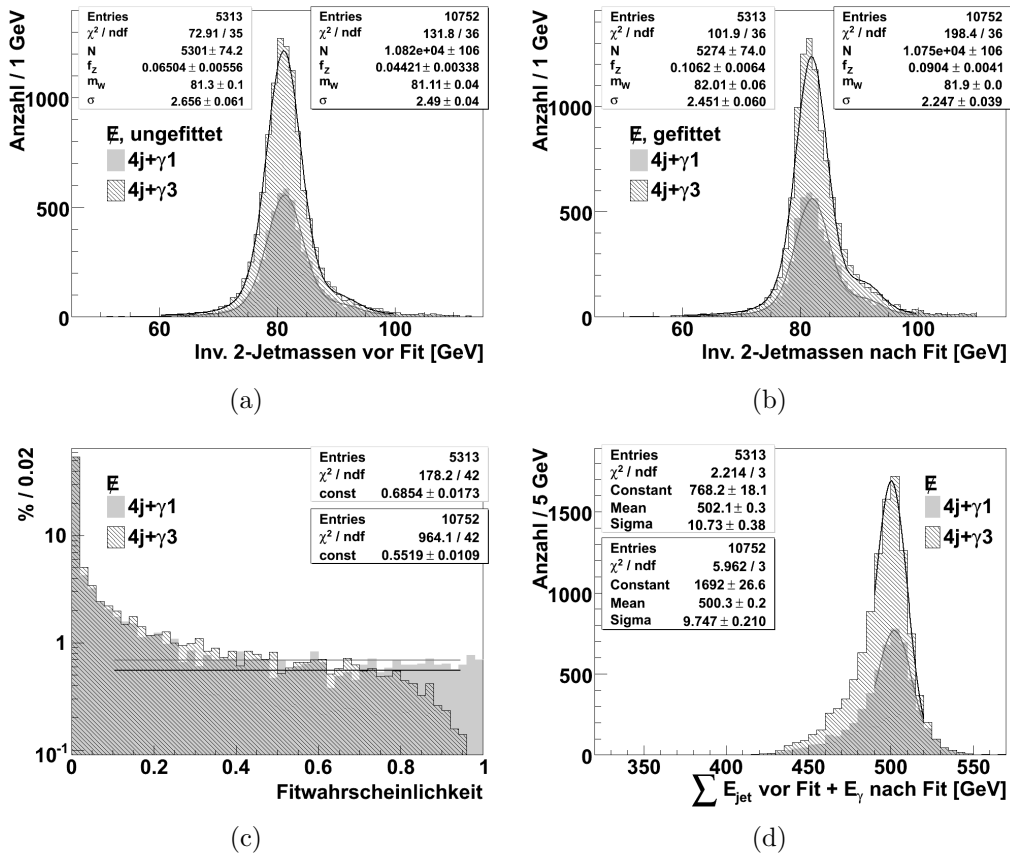 Anzahl / 1 GeV
Entries 5313
χ² / ndf 72.91 / 35
N 5301 ± 74.2
f_Z 0.06504 ± 0.00556
m_W 81.3 ± 0.1
σ 2.656 ± 0.061
Entries 10752
χ² / ndf 131.8 / 36
N 1.082e+04 ± 106
f_Z 0.04421 ± 0.00338
m_W 81.11 ± 0.04
σ 2.49 ± 0.04
E̸, ungefittet
4j+γ1
4j+γ3
1000
500
0
60 80 100
Inv. 2-Jetmassen vor Fit [GeV]
(a)
Anzahl / 1 GeV
Entries 5313
χ² / ndf 101.9 / 36
N 5274 ± 74.0
f_Z 0.1062 ± 0.0064
m_W 82.01 ± 0.06
σ 2.451 ± 0.060
Entries 10752
χ² / ndf 198.4 / 36
N 1.075e+04 ± 106
f_Z 0.0904 ± 0.0041
m_W 81.9 ± 0.0
σ 2.247 ± 0.039
E̸, gefittet
4j+γ1
4j+γ3
1000
500
0
60 80 100
Inv. 2-Jetmassen nach Fit [GeV]
(b)
% / 0.02
Entries 5313
χ² / ndf 178.2 / 42
const 0.6854 ± 0.0173
Entries 10752
χ² / ndf 964.1 / 42
const 0.5519 ± 0.0109
E̸
4j+γ1
4j+γ3
10
1
10⁻¹
0 0.2 0.4 0.6 0.8 1
Fitwahrscheinlichkeit
(c)
Anzahl / 5 GeV
Entries 5313
χ² / ndf 2.214 / 3
Constant 768.2 ± 18.1
Mean 502.1 ± 0.3
Sigma 10.73 ± 0.38
Entries 10752
χ² / ndf 5.962 / 3
Constant 1692 ± 26.6
Mean 500.3 ± 0.2
Sigma 9.747 ± 0.210
E̸
4j+γ1
4j+γ3
1500
1000
500
0
350 400 450 500 550
∑ E_jet vor Fit + E_γ nach Fit [GeV]
(d)